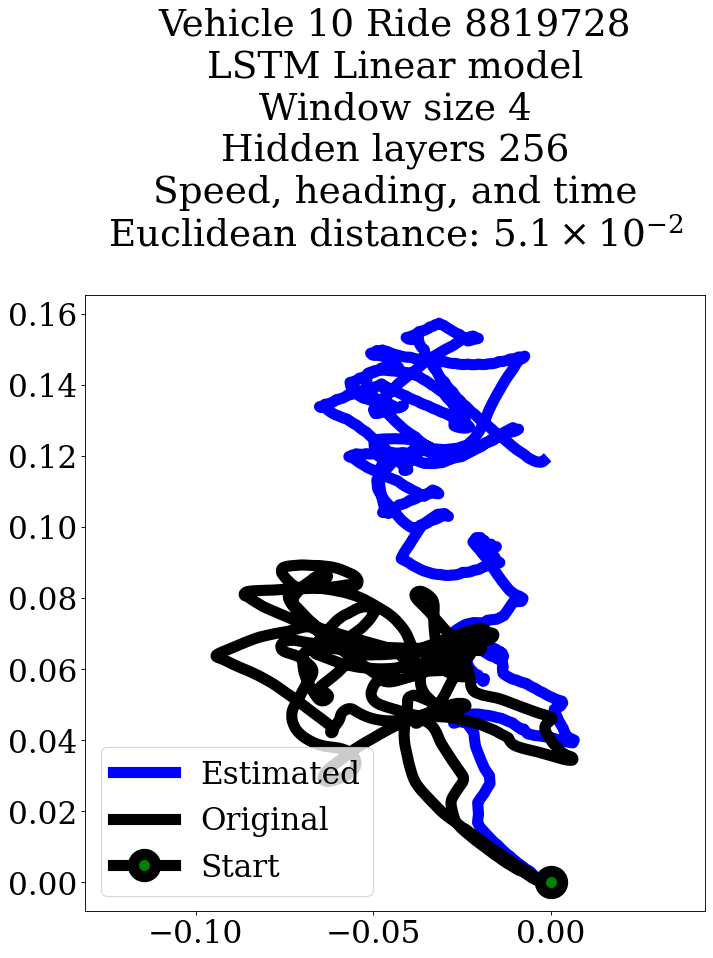 Vehicle 10 Ride 8819728
LSTM Linear model
Window size 4
Hidden layers 256
Speed, heading, and time
Euclidean distance: 5.1 × 10⁻²
0.16
0.14
0.12
0.10
0.08
0.06
0.04
0.02
0.00
Estimated
Original
Start
−0.10 −0.05 0.00